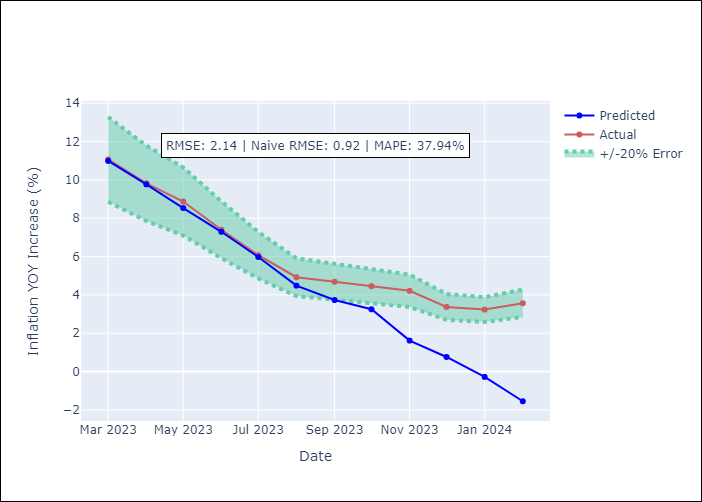 RMSE: 2.14 | Naive RMSE: 0.92 | MAPE: 37.94%
Predicted
Actual
+/-20% Error
Inflation YOY Increase (%)
14
12
10
8
6
4
2
0
−2
Mar 2023
May 2023
Jul 2023
Sep 2023
Nov 2023
Jan 2024
Date